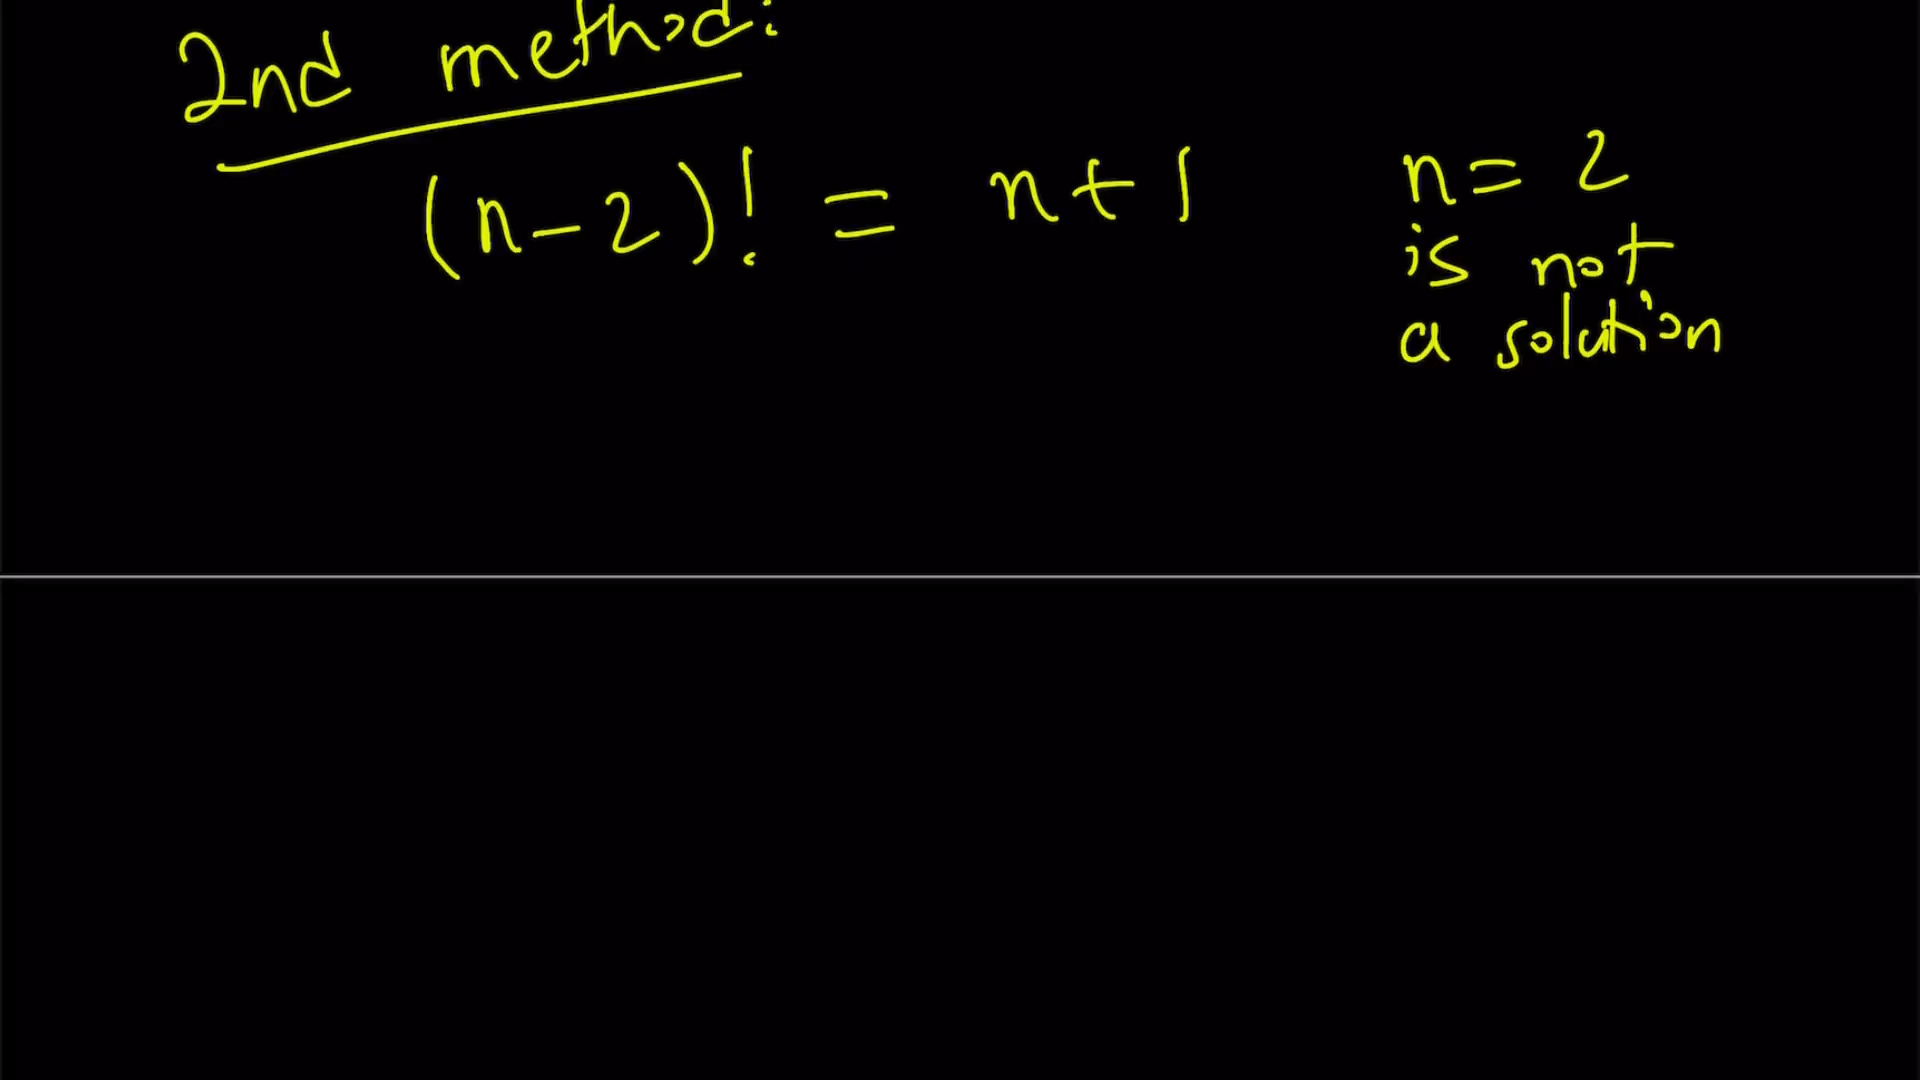 2nd method:
(n-2)! = n+1
n = 2
is not
a solution